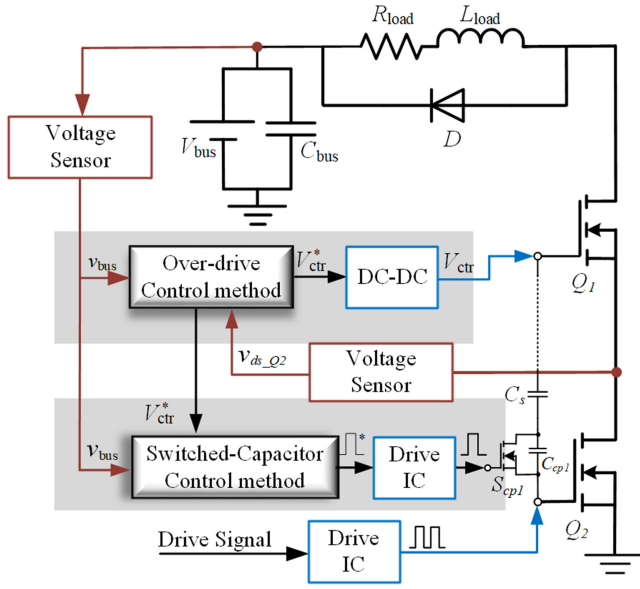 R_load L_load
Voltage
Sensor
V_bus
C_bus
D
v_bus
Over-drive
Control method
V*_ctr
DC-DC
V_ctr
Q_1
v_ds_Q2
Voltage
Sensor
V*_ctr
C_s
v_bus
Switched-Capacitor
Control method
*
Drive
IC
S_cp1
C_cp1
Q_2
Drive Signal
Drive
IC